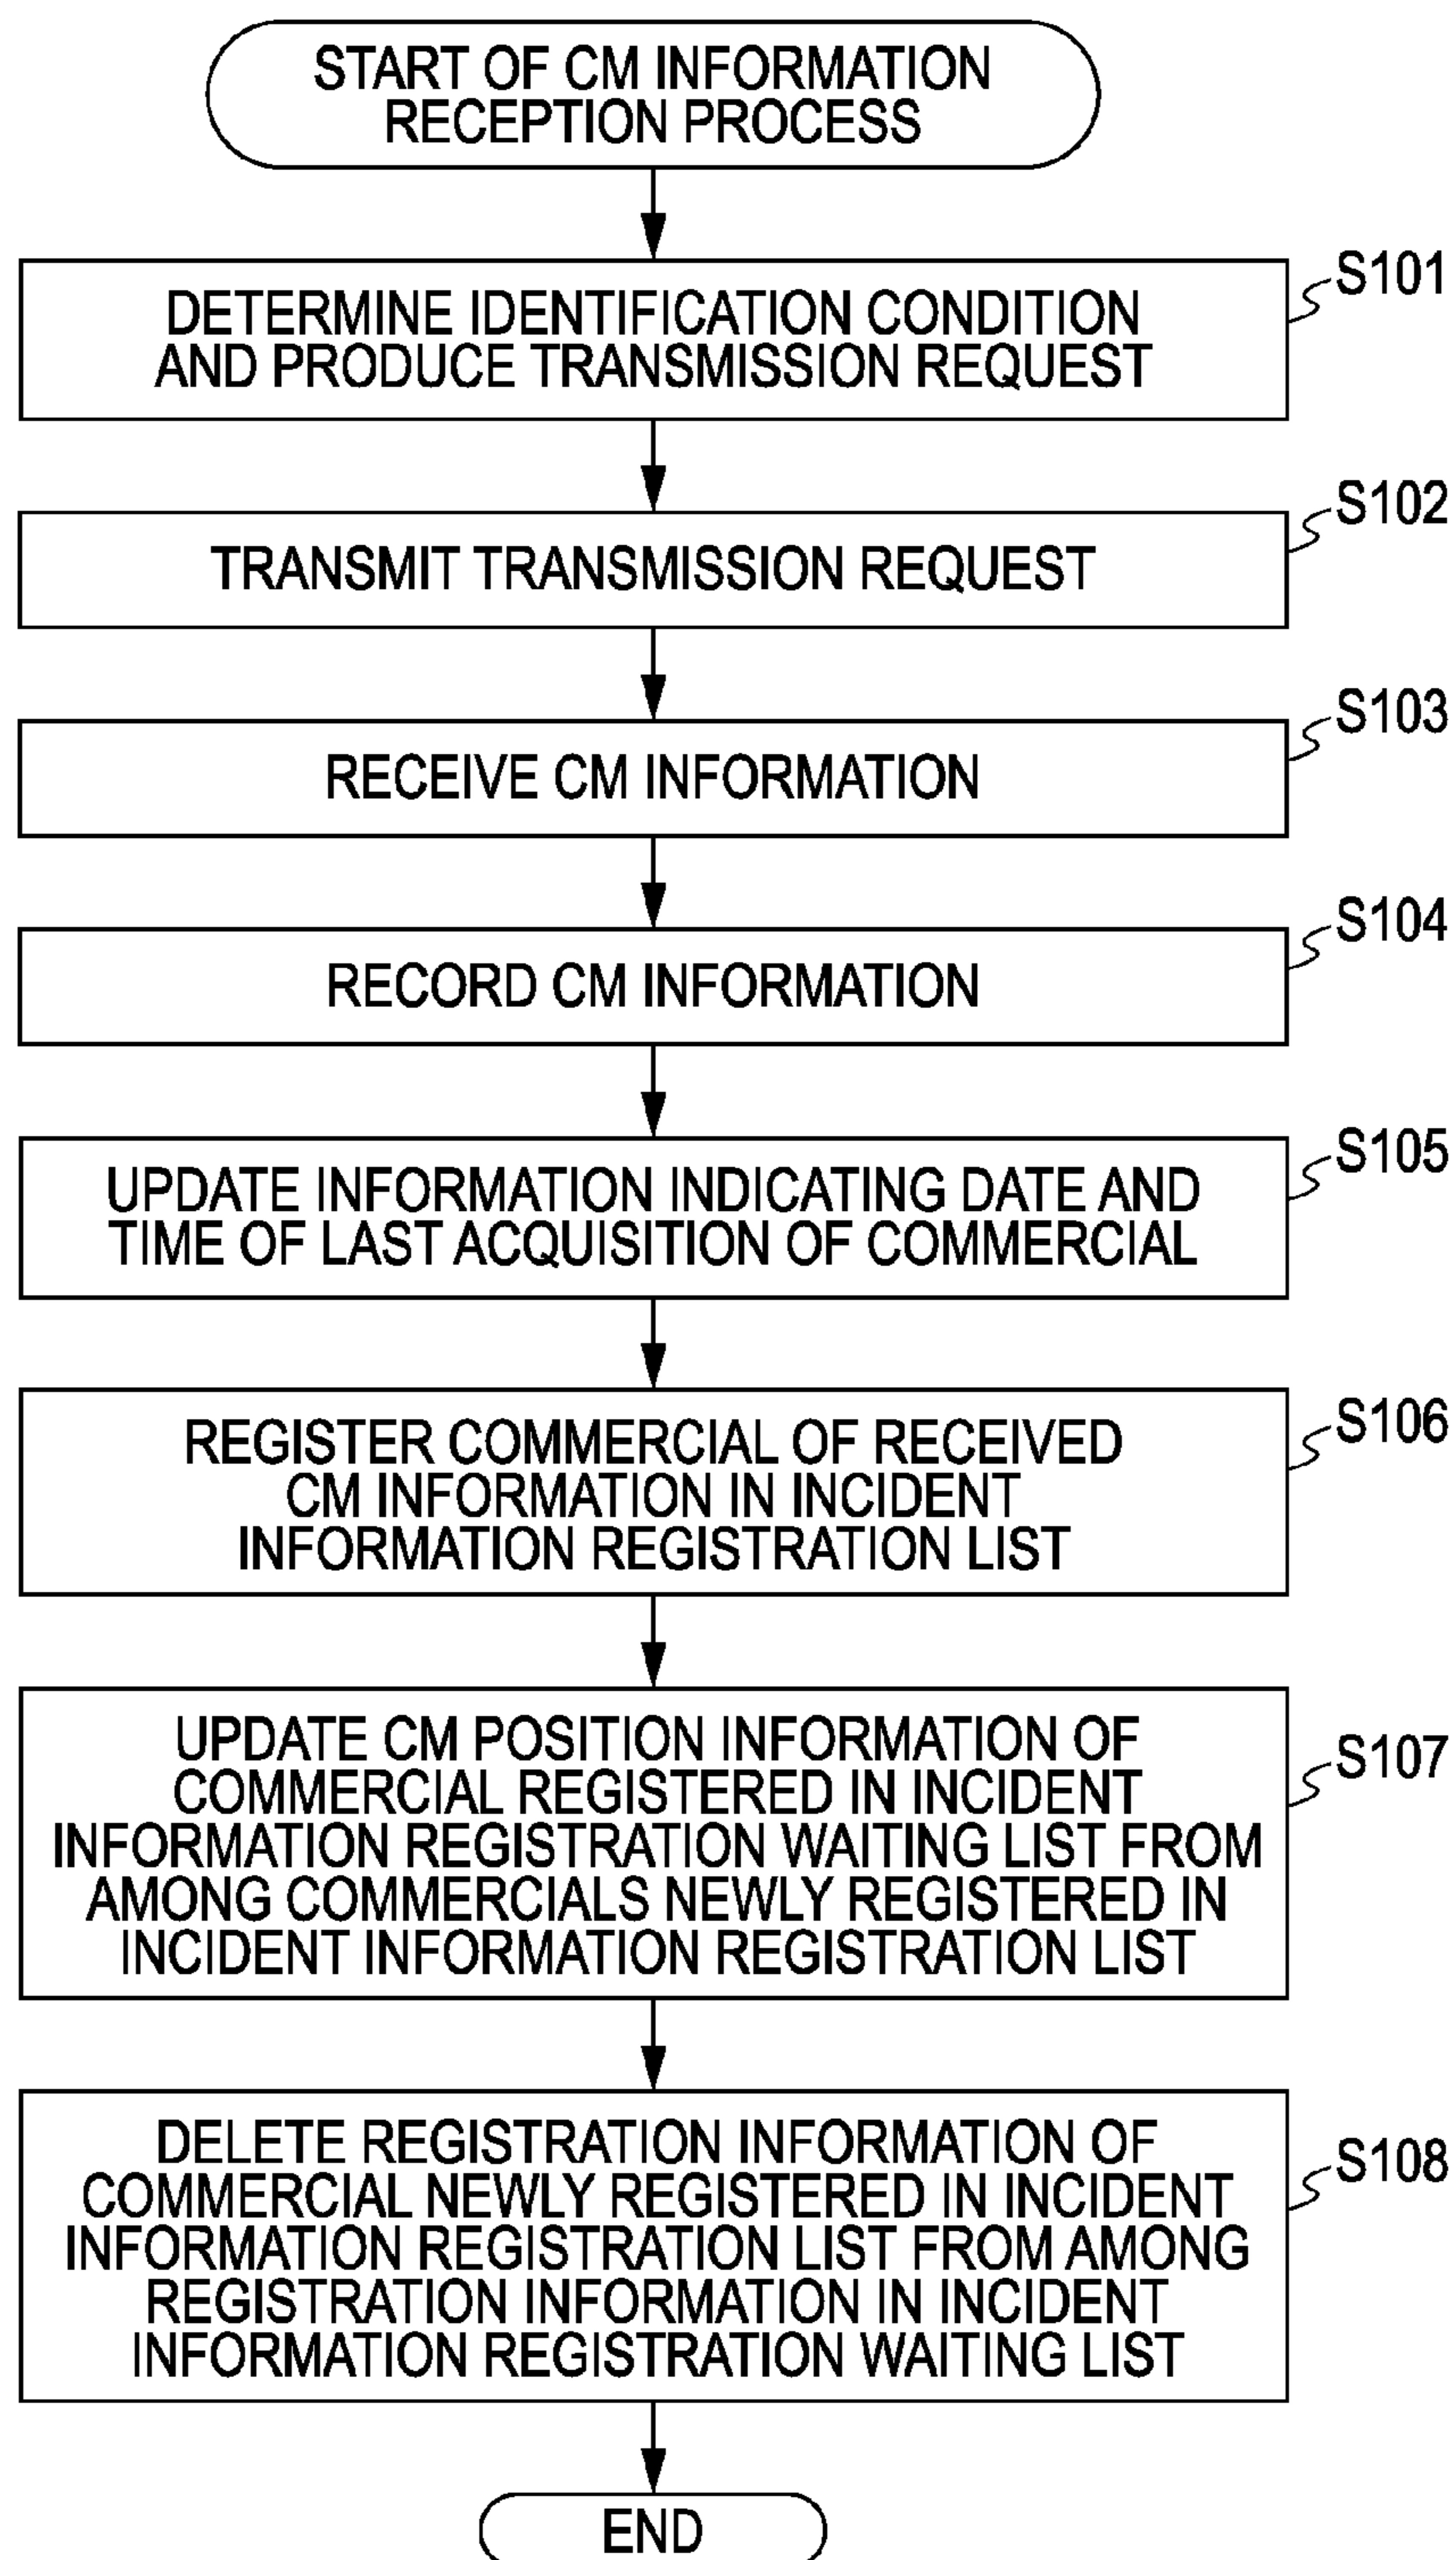 START OF CM INFORMATION
RECEPTION PROCESS
S101
DETERMINE IDENTIFICATION CONDITION
AND PRODUCE TRANSMISSION REQUEST
S102
TRANSMIT TRANSMISSION REQUEST
S103
RECEIVE CM INFORMATION
S104
RECORD CM INFORMATION
S105
UPDATE INFORMATION INDICATING DATE AND
TIME OF LAST ACQUISITION OF COMMERCIAL
S106
REGISTER COMMERCIAL OF RECEIVED
CM INFORMATION IN INCIDENT
INFORMATION REGISTRATION LIST
S107
UPDATE CM POSITION INFORMATION OF
COMMERCIAL REGISTERED IN INCIDENT
INFORMATION REGISTRATION WAITING LIST FROM
AMONG COMMERCIALS NEWLY REGISTERED IN
INCIDENT INFORMATION REGISTRATION LIST
S108
DELETE REGISTRATION INFORMATION OF
COMMERCIAL NEWLY REGISTERED IN INCIDENT
INFORMATION REGISTRATION LIST FROM AMONG
REGISTRATION INFORMATION IN INCIDENT
INFORMATION REGISTRATION WAITING LIST
END